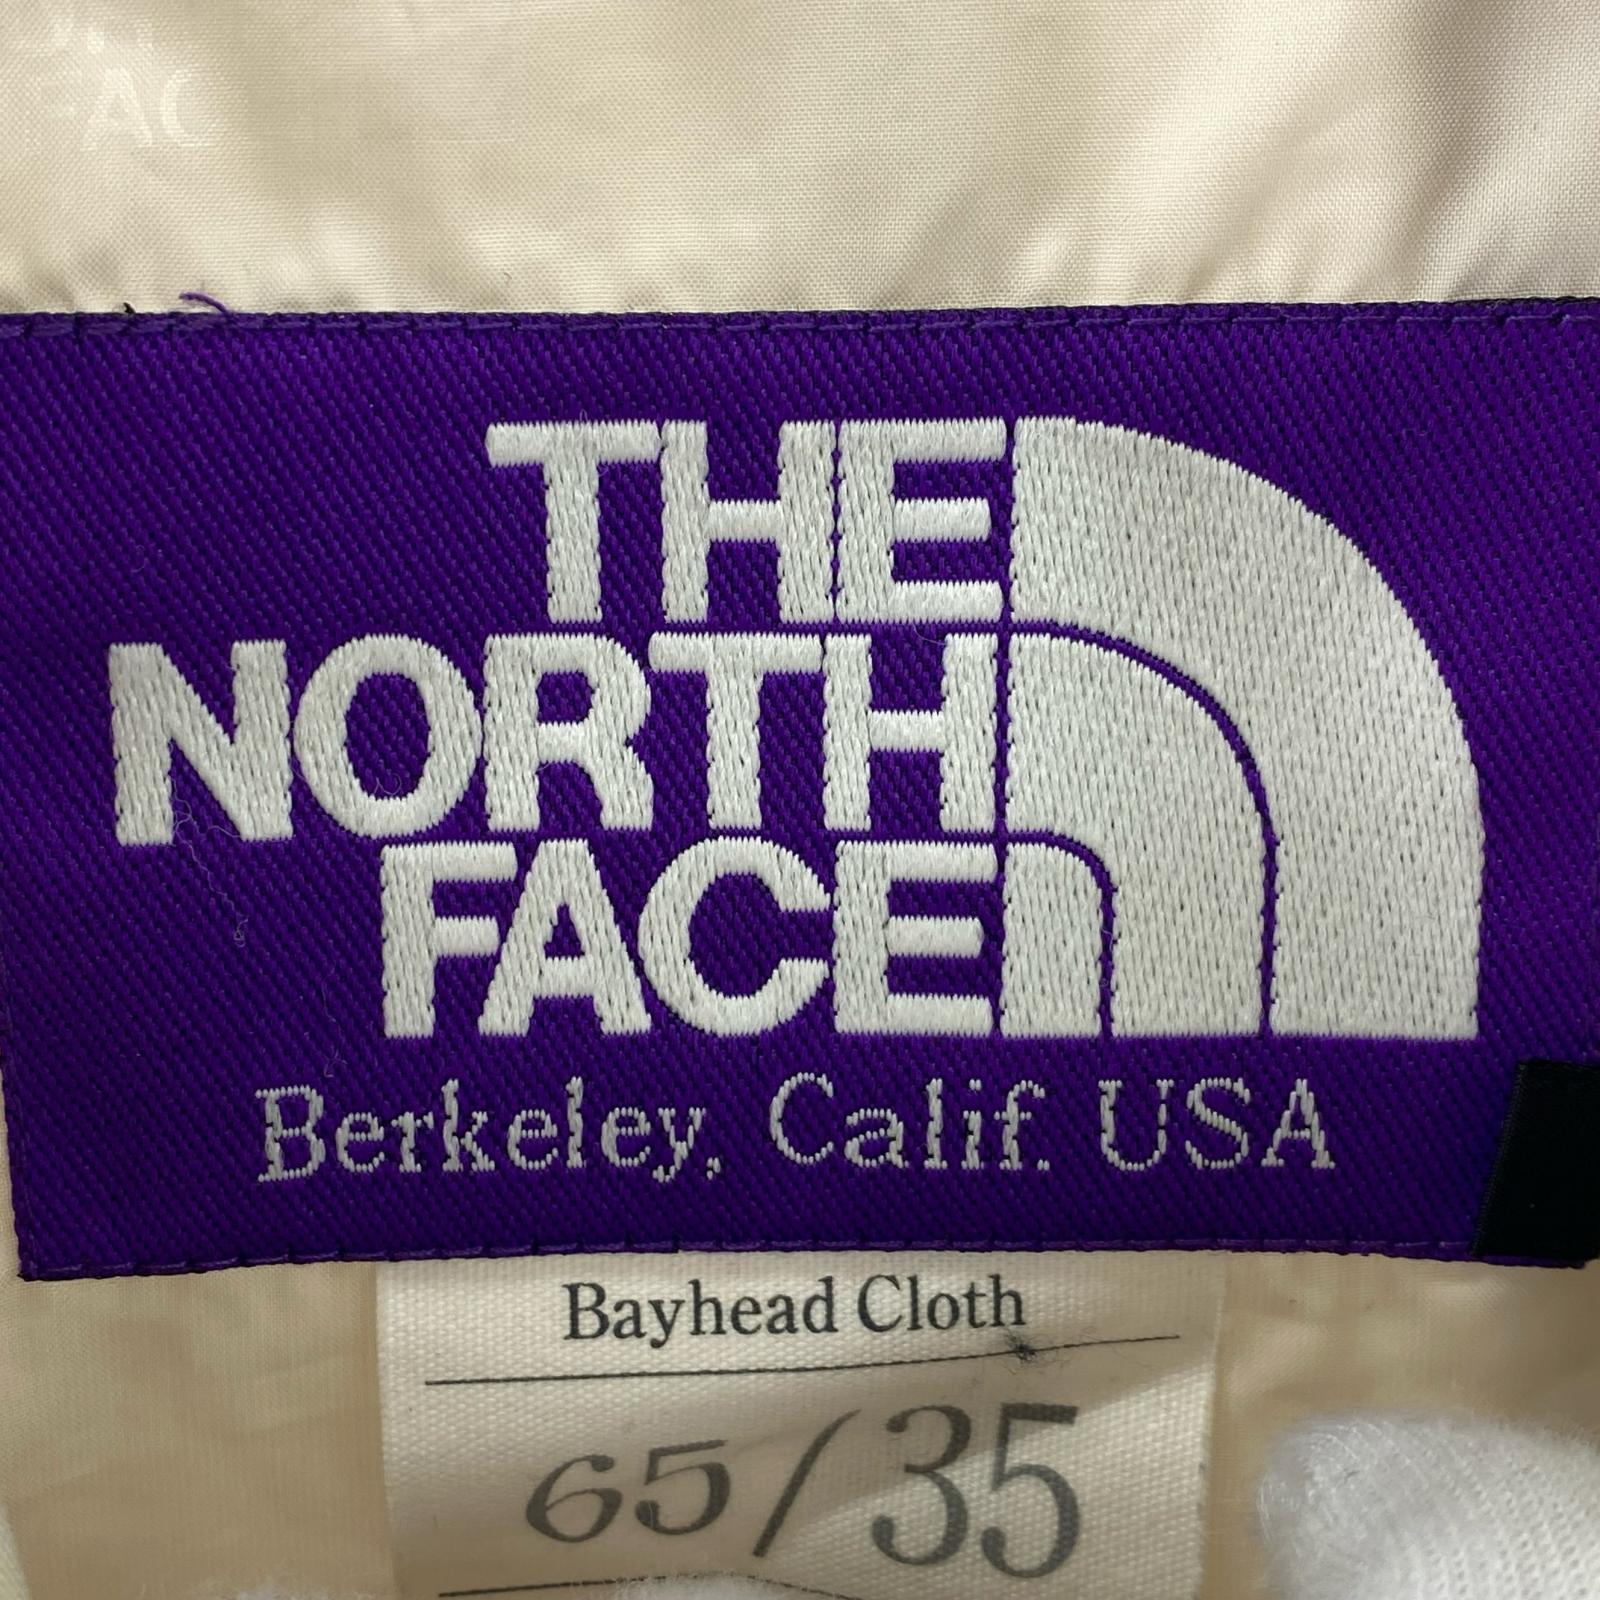 THE
NORTH
FACE
Berkeley, Calif. USA
Bayhead Cloth
65/35